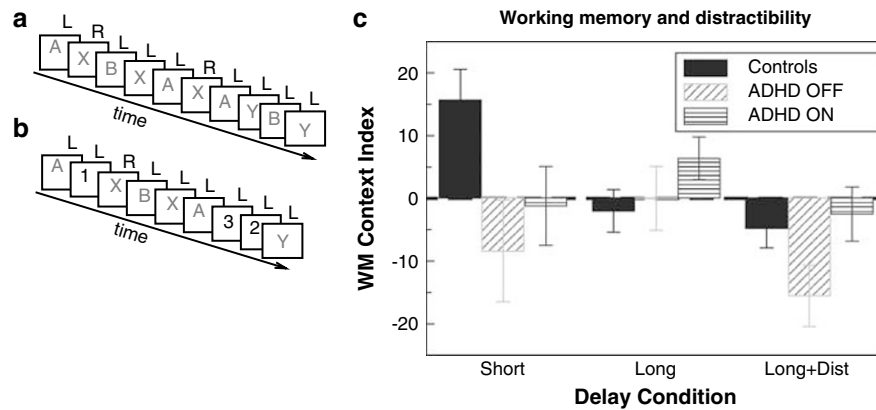 a
L R L L L R L L L L
A X B X A X A Y B Y
time
b
L L R L L L L L L
A 1 X B X A 3 2 Y
time
c
Working memory and distractibility
Controls
ADHD OFF
ADHD ON
20
10
0
-10
-20
WM Context Index
Short Long Long+Dist
Delay Condition